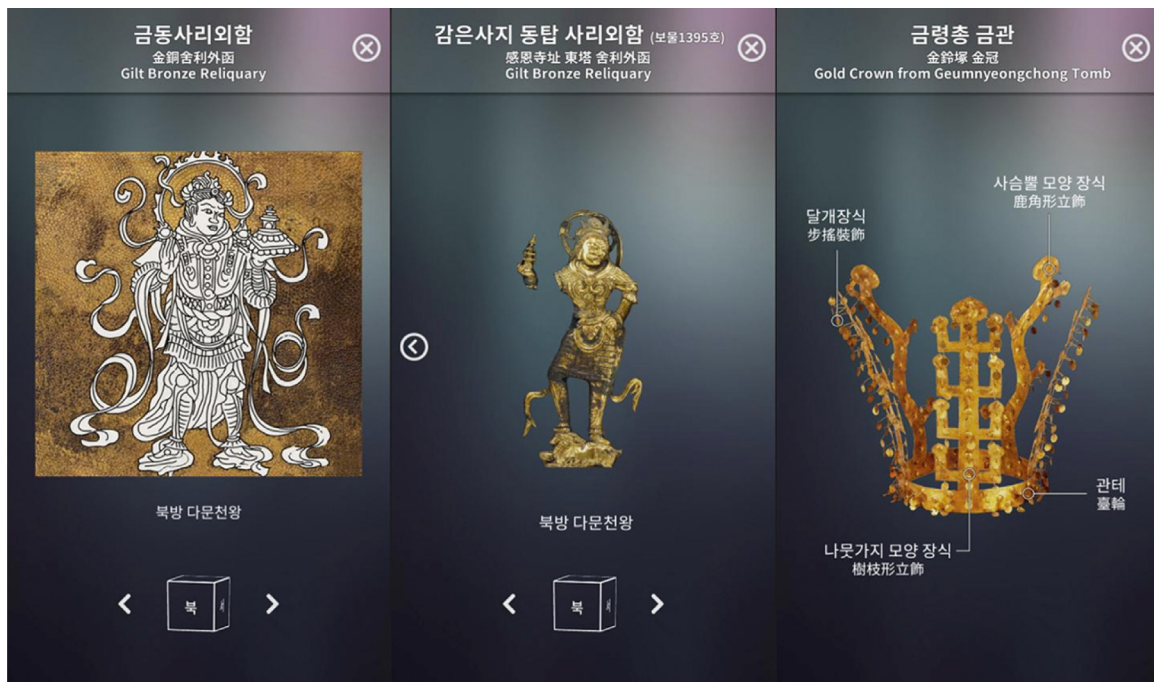 금동사리외함
金銅舍利外函
Gilt Bronze Reliquary
북방 다문천왕
북 서
감은사지 동탑 사리외함 (보물1395호)
感恩寺址 東塔 舍利外函
Gilt Bronze Reliquary
북방 다문천왕
북 서
금령총 금관
金鈴塚 金冠
Gold Crown from Geumnyeongchong Tomb
사슴뿔 모양 장식
鹿角形立飾
달개장식
步搖裝飾
관테
臺輪
나뭇가지 모양 장식
樹枝形立飾